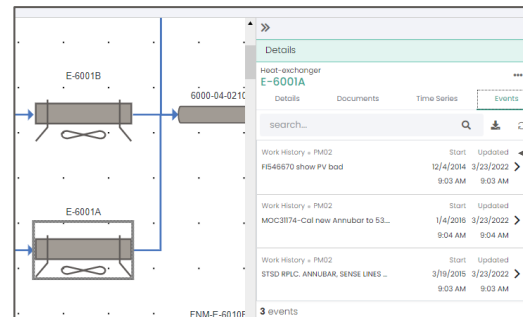 E-6001B
6000-04-0210
E-6001A
FNM-E-6010F
Details
Heat-exchanger
E-6001A
Details Documents Time Series Events
search...
Work History » PM02 Start Updated
FI546670 show PV bad 12/4/2014 3/23/2022
9:03 AM 9:03 AM
Work History » PM02 Start Updated
MOC31174-Cal new Annubar to 53... 1/4/2016 3/23/2022
9:04 AM 9:04 AM
Work History » PM02 Start Updated
STSD RPLC. ANNUBAR, SENSE LINES ... 3/19/2015 3/23/2022
9:03 AM 9:03 AM
3 events